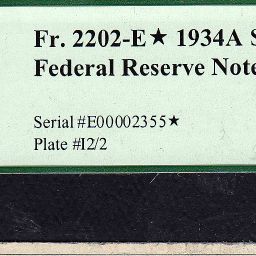 Fr. 2202-E★ 1934A S
Federal Reserve Note
Serial #E00002355★
Plate #I2/2